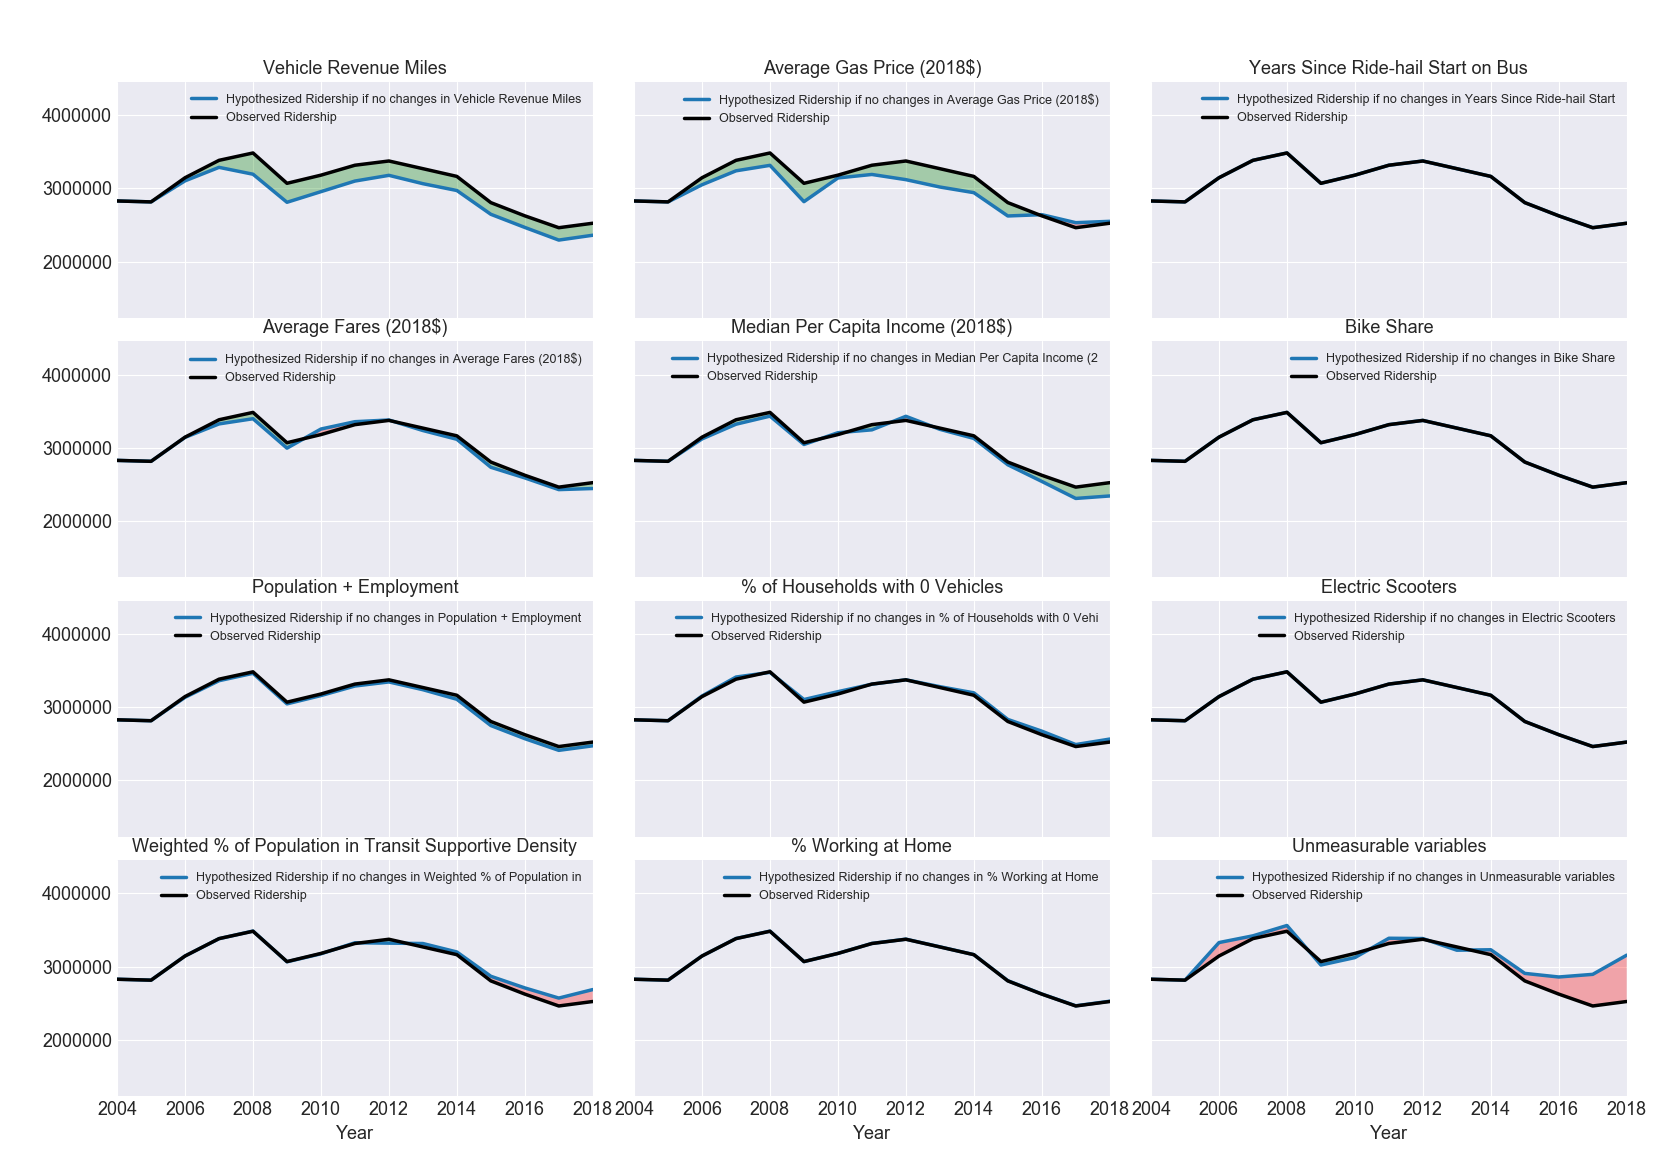 Vehicle Revenue Miles
Hypothesized Ridership if no changes in Vehicle Revenue Miles
Observed Ridership
4000000
3000000
2000000
Average Gas Price (2018$)
Hypothesized Ridership if no changes in Average Gas Price (2018$)
Observed Ridership
Years Since Ride-hail Start on Bus
Hypothesized Ridership if no changes in Years Since Ride-hail Start
Observed Ridership
Average Fares (2018$)
Hypothesized Ridership if no changes in Average Fares (2018$)
Observed Ridership
4000000
3000000
2000000
Median Per Capita Income (2018$)
Hypothesized Ridership if no changes in Median Per Capita Income (2
Observed Ridership
Bike Share
Hypothesized Ridership if no changes in Bike Share
Observed Ridership
Population + Employment
Hypothesized Ridership if no changes in Population + Employment
Observed Ridership
4000000
3000000
2000000
% of Households with 0 Vehicles
Hypothesized Ridership if no changes in % of Households with 0 Vehi
Observed Ridership
Electric Scooters
Hypothesized Ridership if no changes in Electric Scooters
Observed Ridership
Weighted % of Population in Transit Supportive Density
Hypothesized Ridership if no changes in Weighted % of Population in
Observed Ridership
4000000
3000000
2000000
2004 2006 2008 2010 2012 2014 2016 2018
Year
% Working at Home
Hypothesized Ridership if no changes in % Working at Home
Observed Ridership
2004 2006 2008 2010 2012 2014 2016 2018
Year
Unmeasurable variables
Hypothesized Ridership if no changes in Unmeasurable variables
Observed Ridership
2004 2006 2008 2010 2012 2014 2016 2018
Year